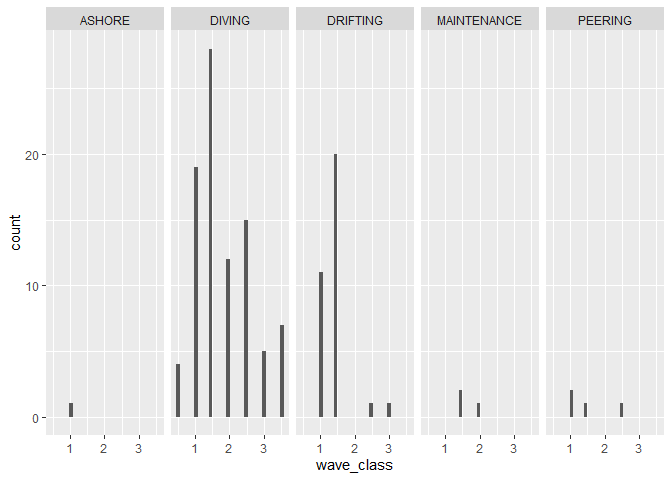 ASHORE DIVING DRIFTING MAINTENANCE PEERING
20
10
0
1 2 3 1 2 3 1 2 3 1 2 3 1 2 3
wave_class
count